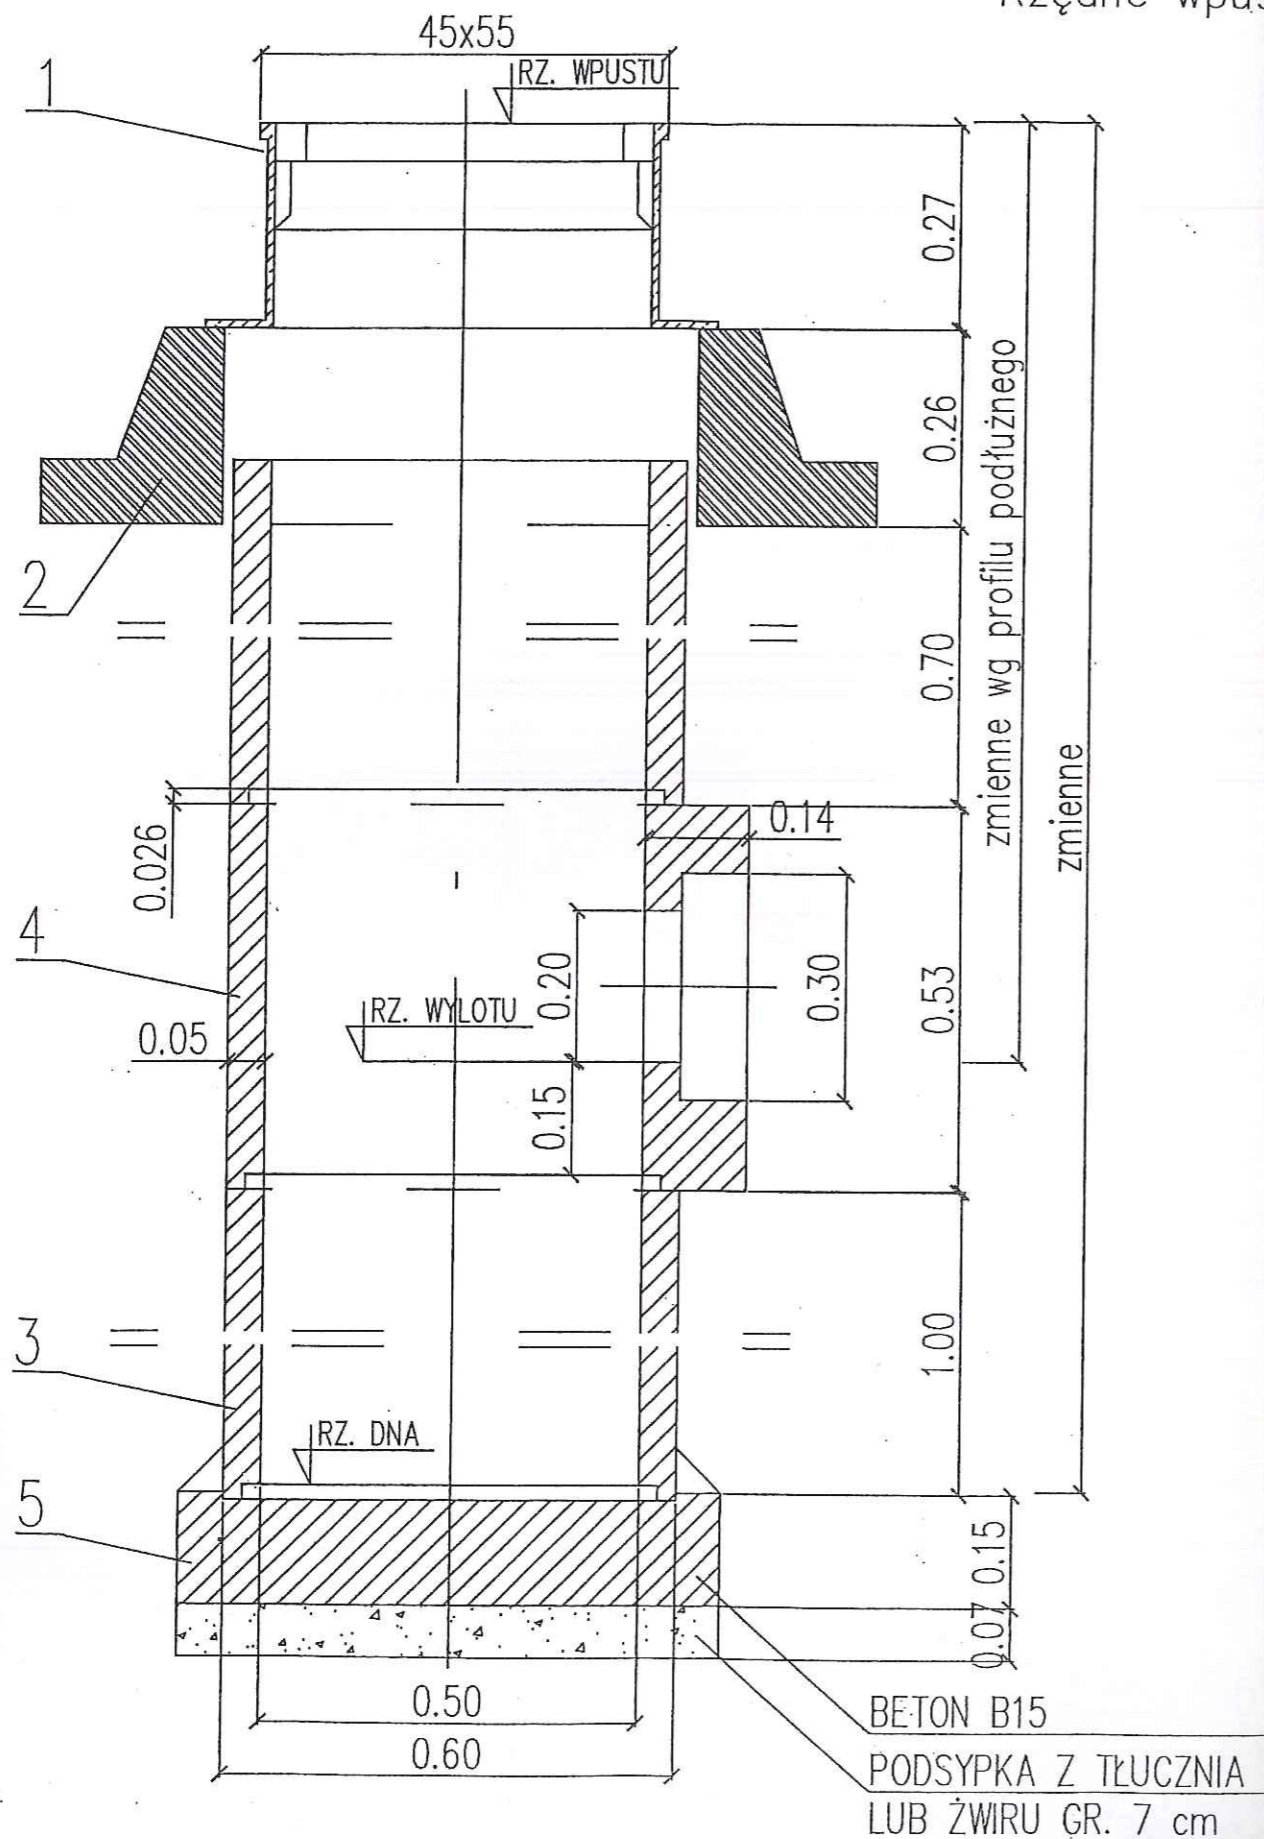 Rzędne wpus
45x55
RZ. WPUSTU
1
0.27
0.26
2
zmienne wg profilu podłużnego
0.70
zmienne
0.14
0.026
4
0.20
0.30
0.53
RZ. WYLOTU
0.05
0.15
3
1.00
RZ. DNA
5
0.15
0.07
0.50
0.60
BETON B15
PODSYPKA Z TŁUCZNIA
LUB ŻWIRU GR. 7 cm